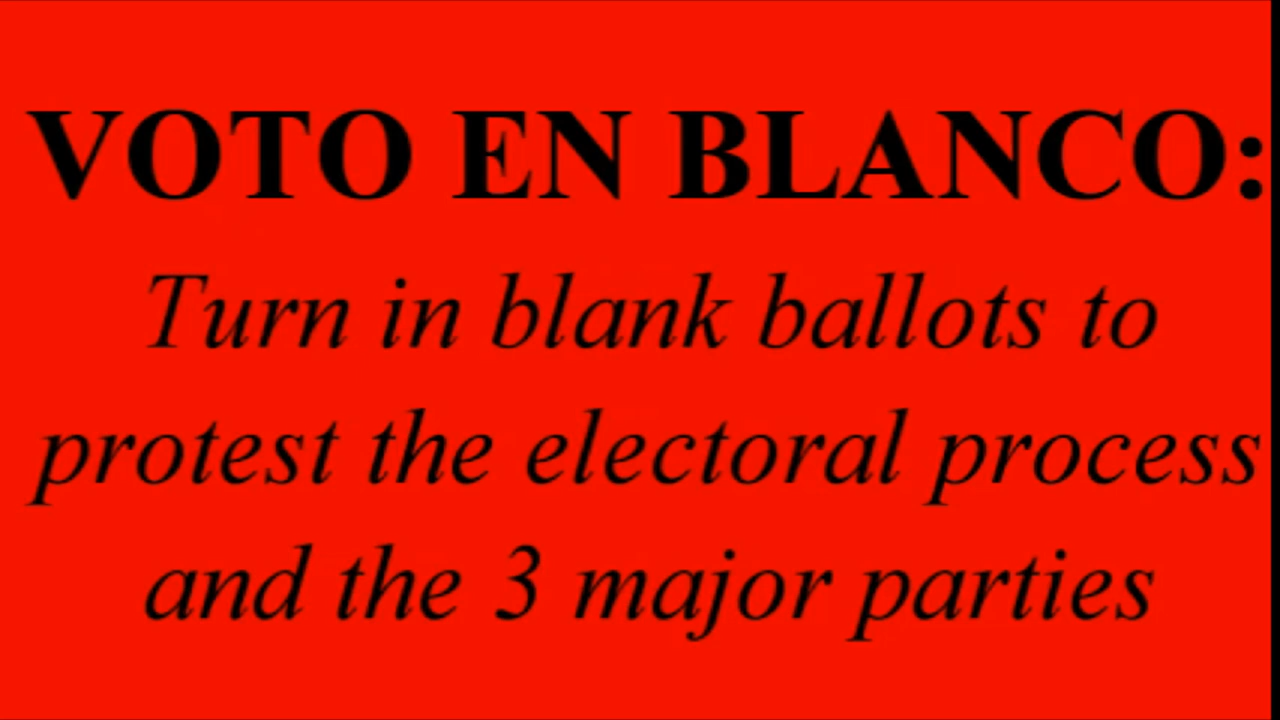 VOTO EN BLANCO:
Turn in blank ballots to
protest the electoral process
and the 3 major parties